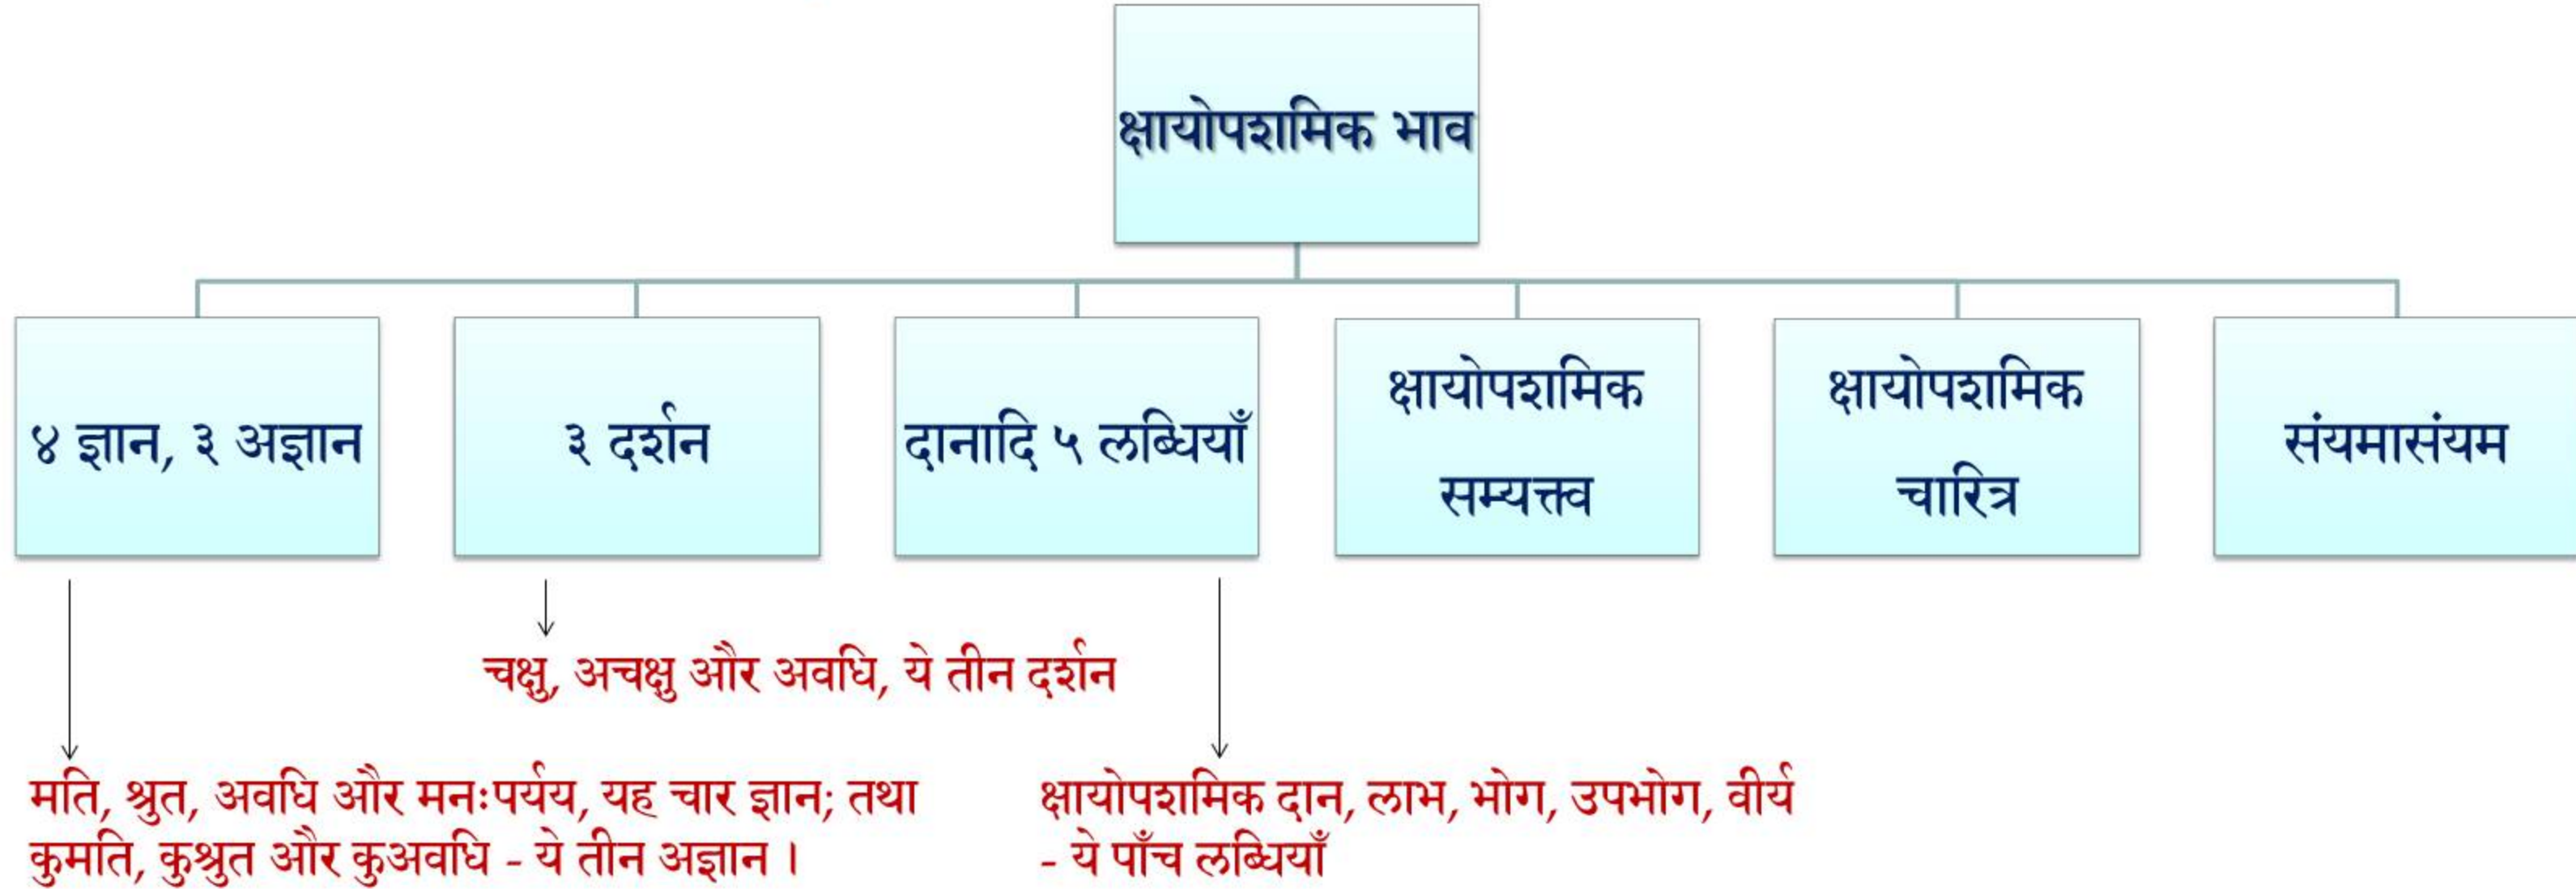 क्षायोपशमिक भाव
४ ज्ञान, ३ अज्ञान
३ दर्शन
दानादि ५ लब्धियाँ
क्षायोपशमिक
सम्यक्त्व
क्षायोपशमिक
चारित्र
संयमासंयम
चक्षु, अचक्षु और अवधि, ये तीन दर्शन
मति, श्रुत, अवधि और मनःपर्यय, यह चार ज्ञान; तथा
कुमति, कुश्रुत और कुअवधि - ये तीन अज्ञान ।
क्षायोपशमिक दान, लाभ, भोग, उपभोग, वीर्य
- ये पाँच लब्धियाँ